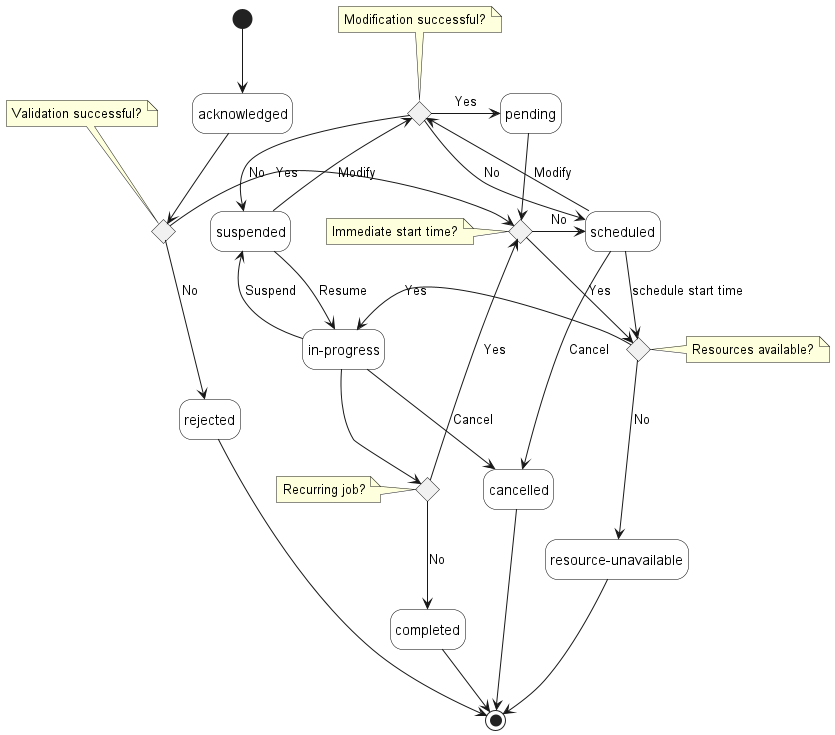 Modification successful?
Validation successful?
acknowledged
Yes
pending
No
Yes
Modify
No
Modify
suspended
Immediate start time?
No
scheduled
Suspend
Resume
Yes
Yes
schedule start time
No
in-progress
Yes
Cancel
Resources available?
rejected
Cancel
No
Recurring job?
cancelled
No
resource-unavailable
completed